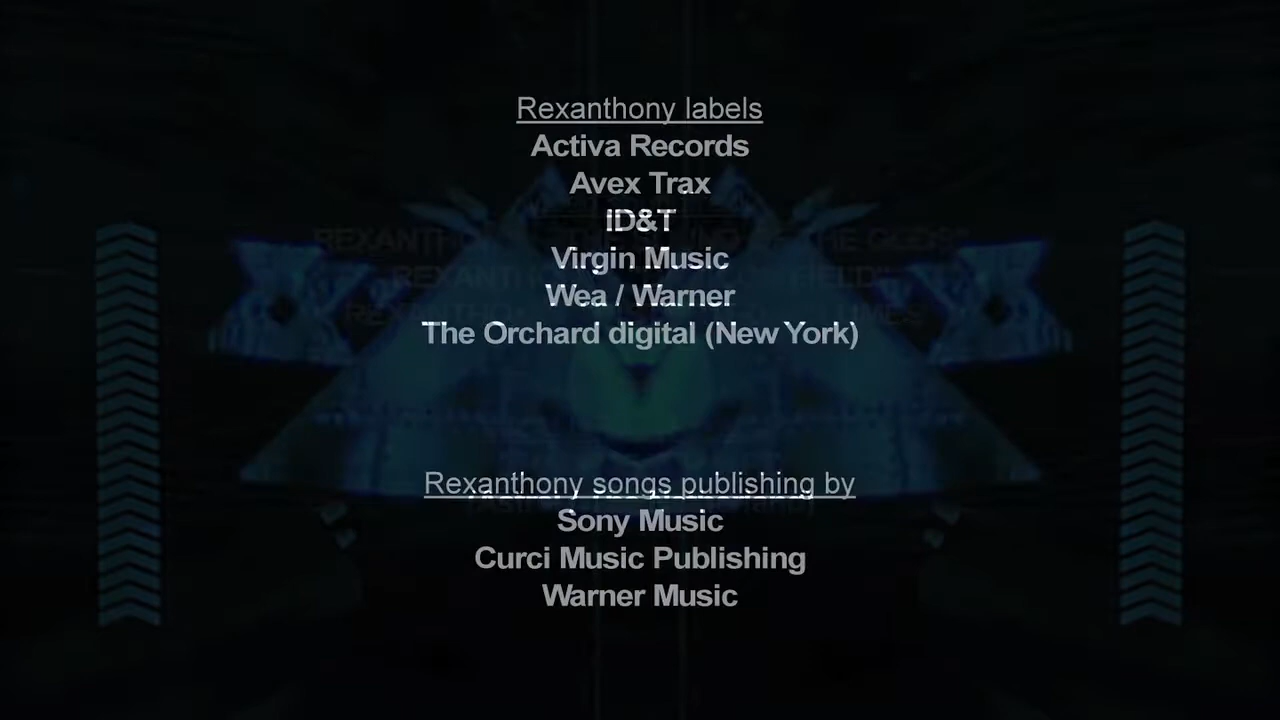 Rexanthony labels
Activa Records
Avex Trax
ID&T
Virgin Music
Wea / Warner
The Orchard digital (New York)
Rexanthony songs publishing by
Sony Music
Curci Music Publishing
Warner Music